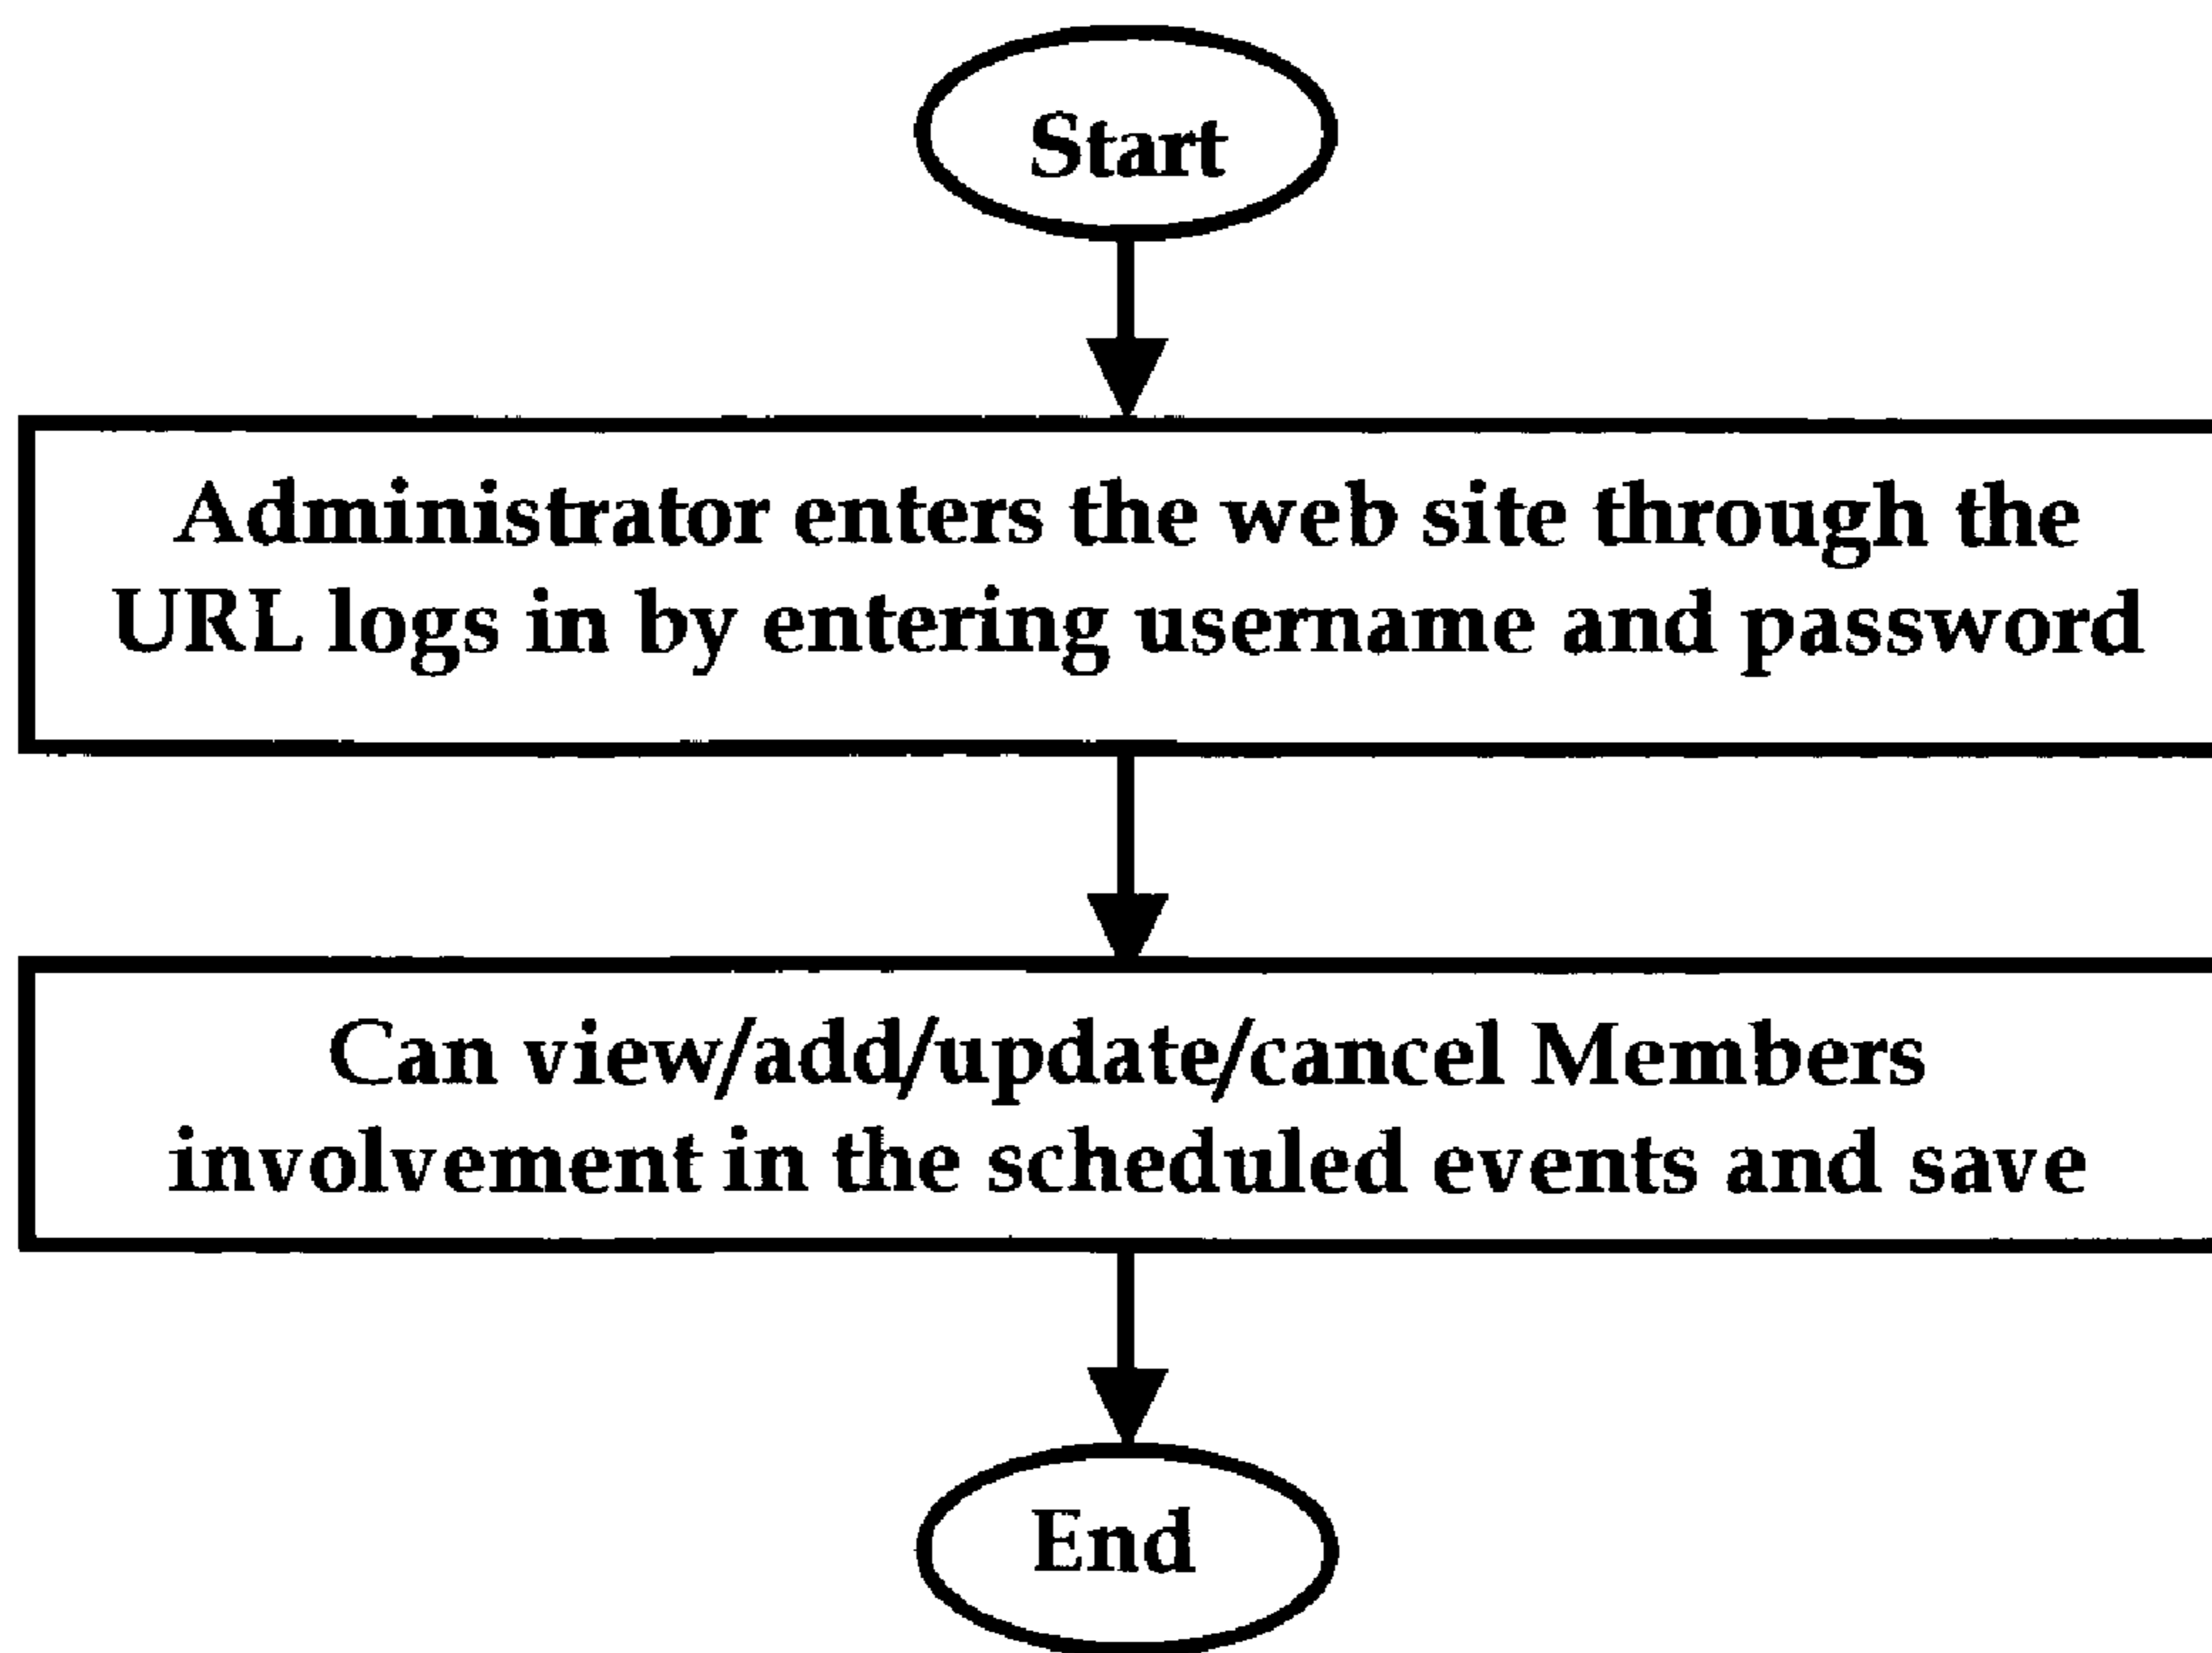 Start
Administrator enters the web site through the
URL logs in by entering username and password
Can view/add/update/cancel Members
involvement in the scheduled events and save
End